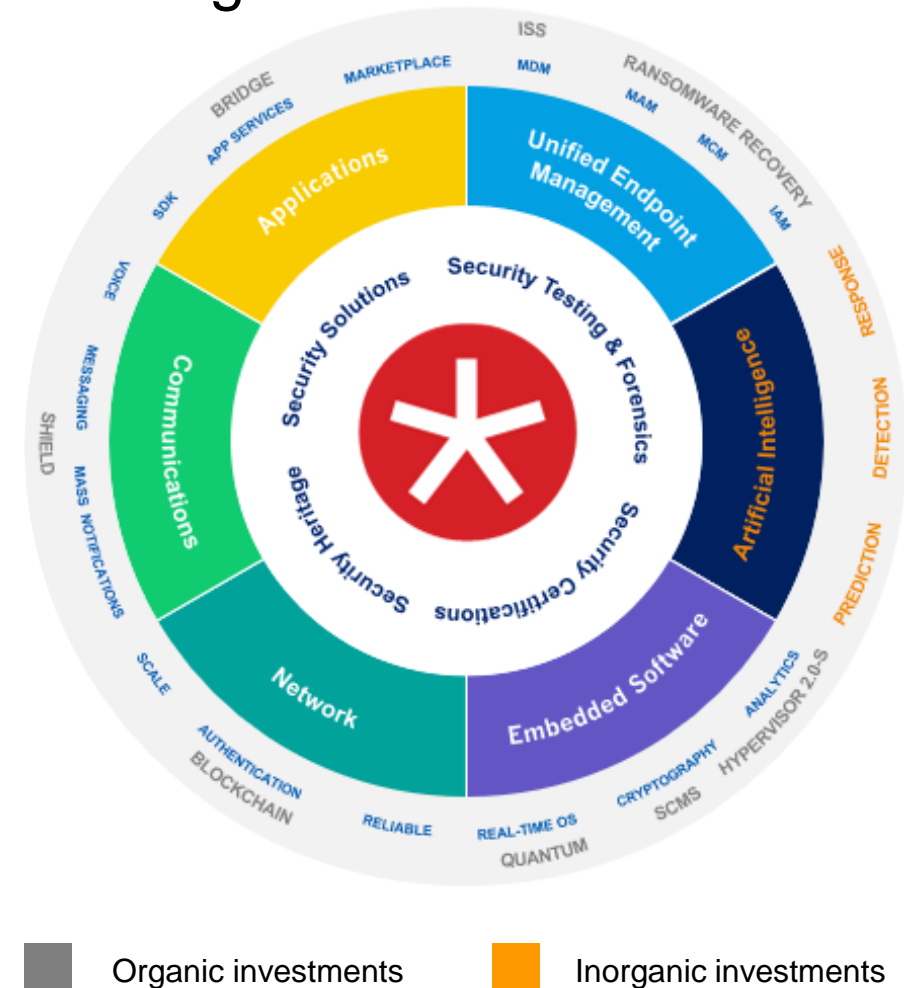 ISS
BRIDGE
MARKETPLACE
MDM
RANSOMWARE RECOVERY
APP SERVICES
MAM
MCM
SDK
IAM
Applications
Unified Endpoint
Management
VOICE
RESPONSE
Security Solutions
Security Testing & Forensics
MESSAGING
Communications
Artificial Intelligence
DETECTION
SHIELD
MASS NOTIFICATIONS
Security Heritage
Security Certifications
PREDICTION
SCALE
Network
Embedded Software
ANALYTICS
HYPERVISOR 2.0-S
AUTHENTICATION
BLOCKCHAIN
CRYPTOGRAPHY
SCMS
RELIABLE
REAL-TIME OS
QUANTUM
Organic investments
Inorganic investments